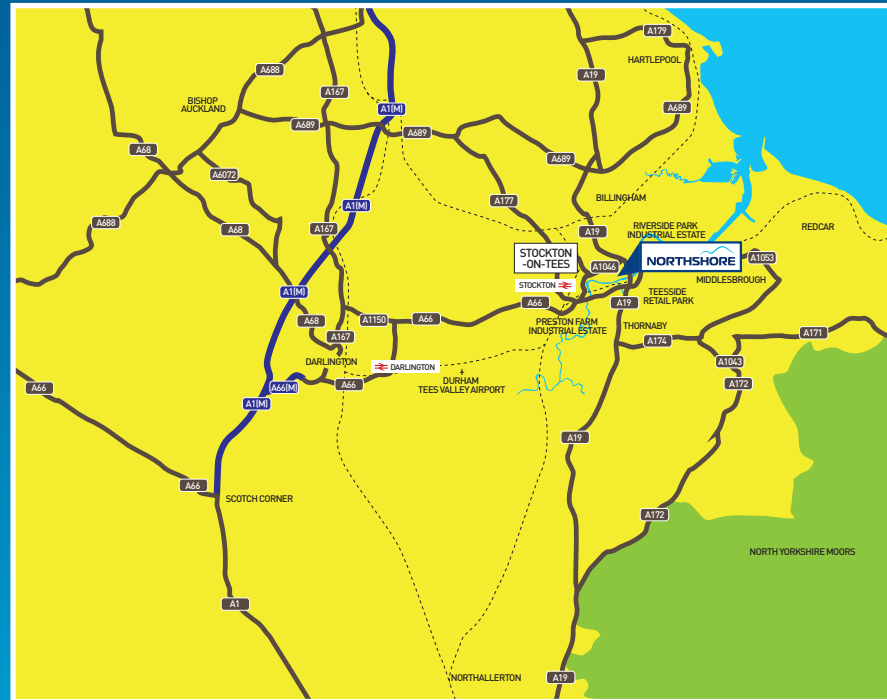 A179
A688
HARTLEPOOL
A19
A167
BISHOP
AUCKLAND
A1(M)
A689
A689
A689
A68
A689
A6072
A177
BILLINGHAM
A1(M)
A688
A68
A167
A19
RIVERSIDE PARK
INDUSTRIAL ESTATE
REDCAR
STOCKTON
-ON-TEES
NORTHSHORE
A1053
A1046
STOCKTON
MIDDLESBROUGH
A1(M)
TEESSIDE
RETAIL PARK
A66
A19
A68
A1150
A66
PRESTON FARM
INDUSTRIAL ESTATE
THORNABY
A171
A167
A174
DARLINGTON
DARLINGTON
A1043
DURHAM
TEES VALLEY AIRPORT
A66
A66(M)
A66
A172
A1(M)
A19
A66
SCOTCH CORNER
A172
NORTH YORKSHIRE MOORS
A1
NORTHALLERTON
A19